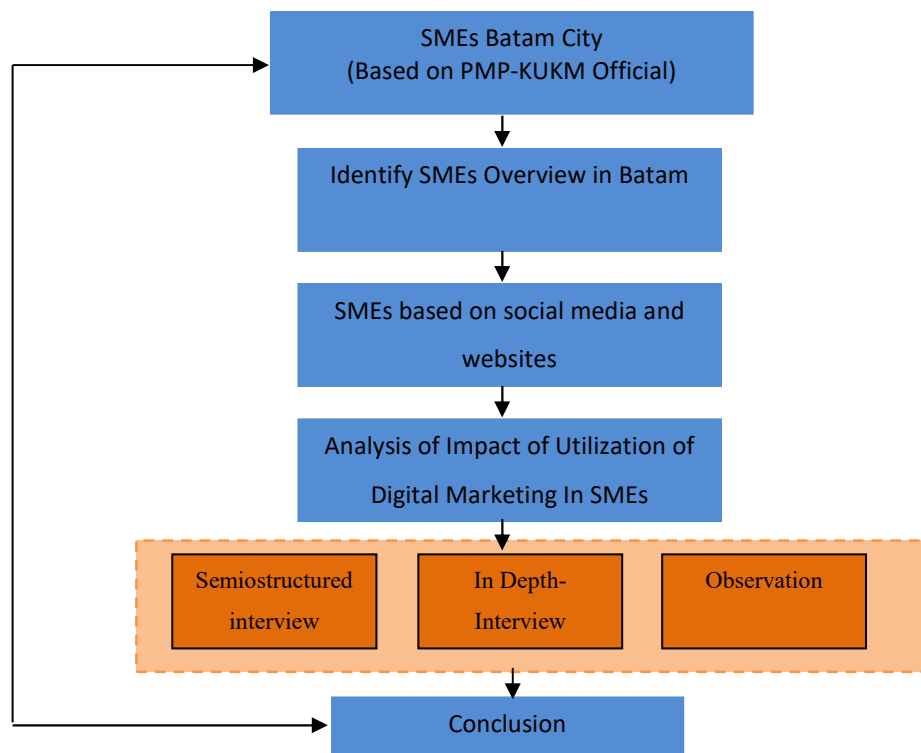 SMEs Batam City
(Based on PMP-KUKM Official)
Identify SMEs Overview in Batam
SMEs based on social media and
websites
Analysis of Impact of Utilization of
Digital Marketing In SMEs
Semiostructured
interview
In Depth-
Interview
Observation
Conclusion